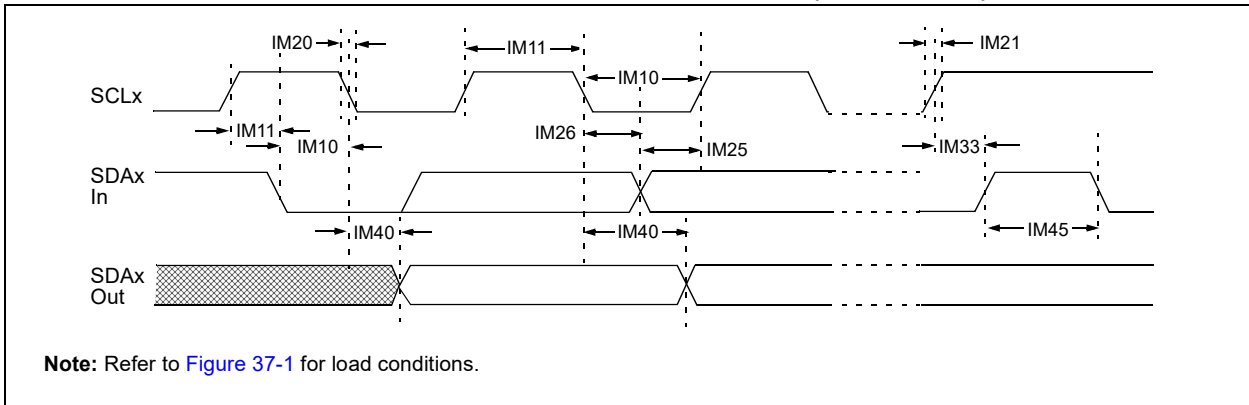 IM20
IM11
IM21
IM10
SCLx
IM11
IM10
IM26
IM25
IM33
SDAx
In
IM40
IM40
IM45
SDAx
Out
Note: Refer to Figure 37-1 for load conditions.